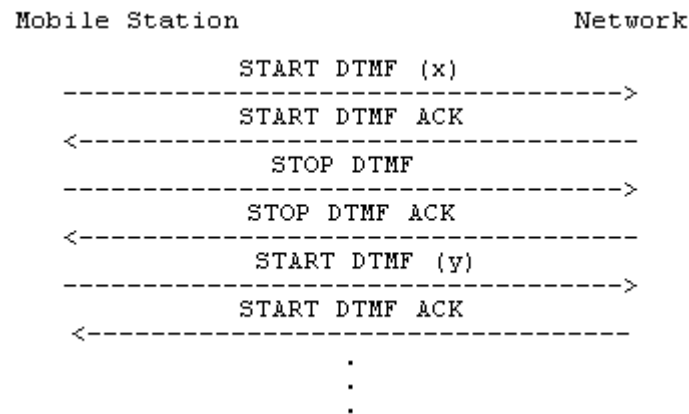 Mobile Station Network
START DTMF (x)
START DTMF ACK
STOP DTMF
STOP DTMF ACK
START DTMF (y)
START DTMF ACK
.
.
.